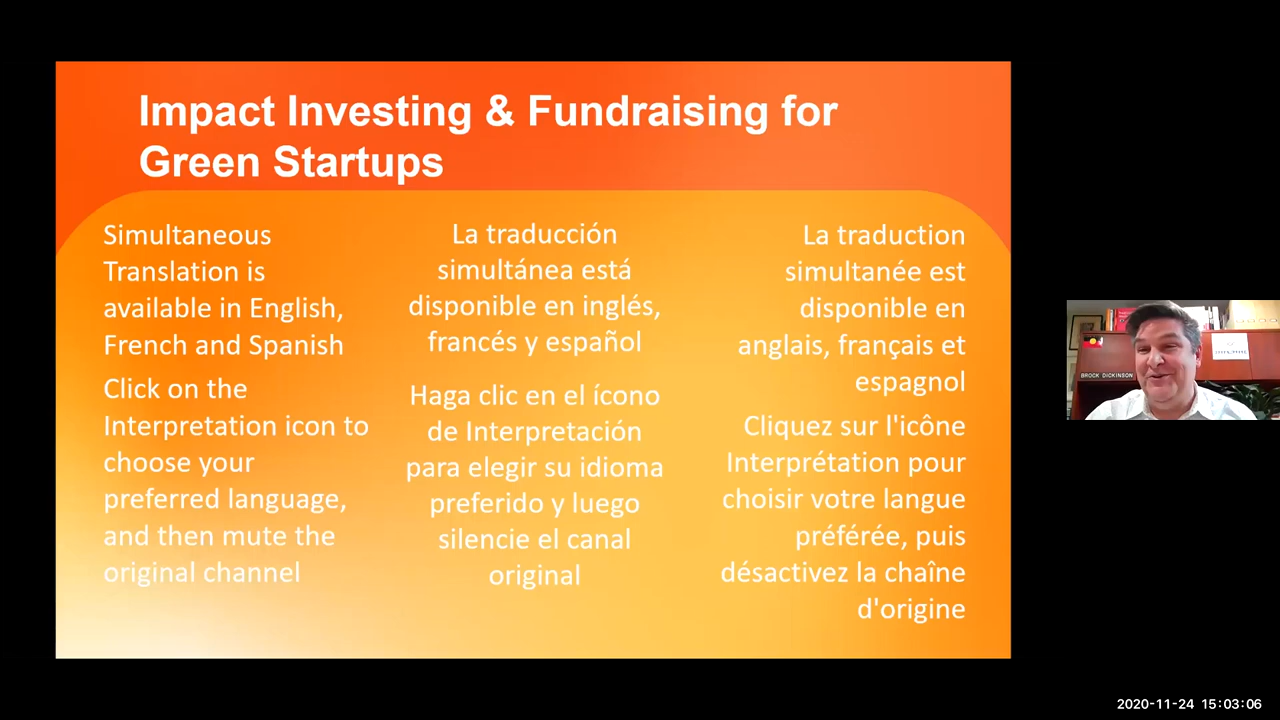 Impact Investing & Fundraising for
Green Startups
Simultaneous
Translation is
available in English,
French and Spanish
Click on the
Interpretation icon to
choose your
preferred language,
and then mute the
original channel
La traducción
simultánea está
disponible en inglés,
francés y español
Haga clic en el ícono
de Interpretación
para elegir su idioma
preferido y luego
silencie el canal
original
La traduction
simultanée est
disponible en
anglais, français et
espagnol
Cliquez sur l'icône
Interprétation pour
choisir votre langue
préférée, puis
désactivez la chaîne
d'origine
BROCK DICKINSON
2020-11-24 15:03:06